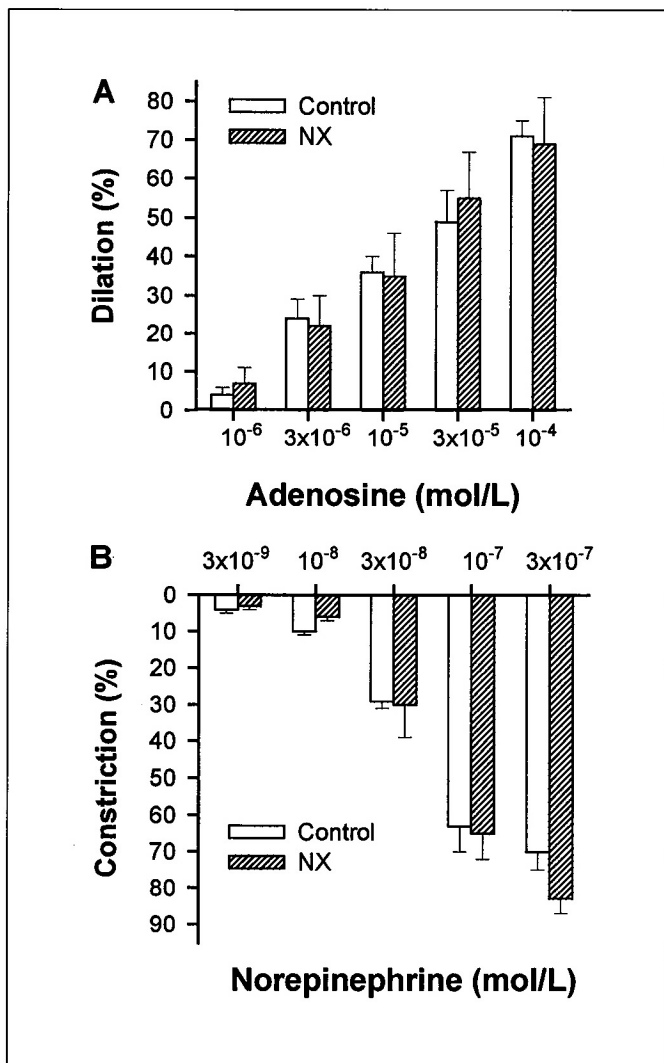 A
Control
NX
Dilation (%)
80
70
60
50
40
30
20
10
0
10⁻⁶ 3x10⁻⁶ 10⁻⁵ 3x10⁻⁵ 10⁻⁴
Adenosine (mol/L)
B
3x10⁻⁹ 10⁻⁸ 3x10⁻⁸ 10⁻⁷ 3x10⁻⁷
Constriction (%)
0
10
20
30
40
50
60
70
80
90
Control
NX
Norepinephrine (mol/L)